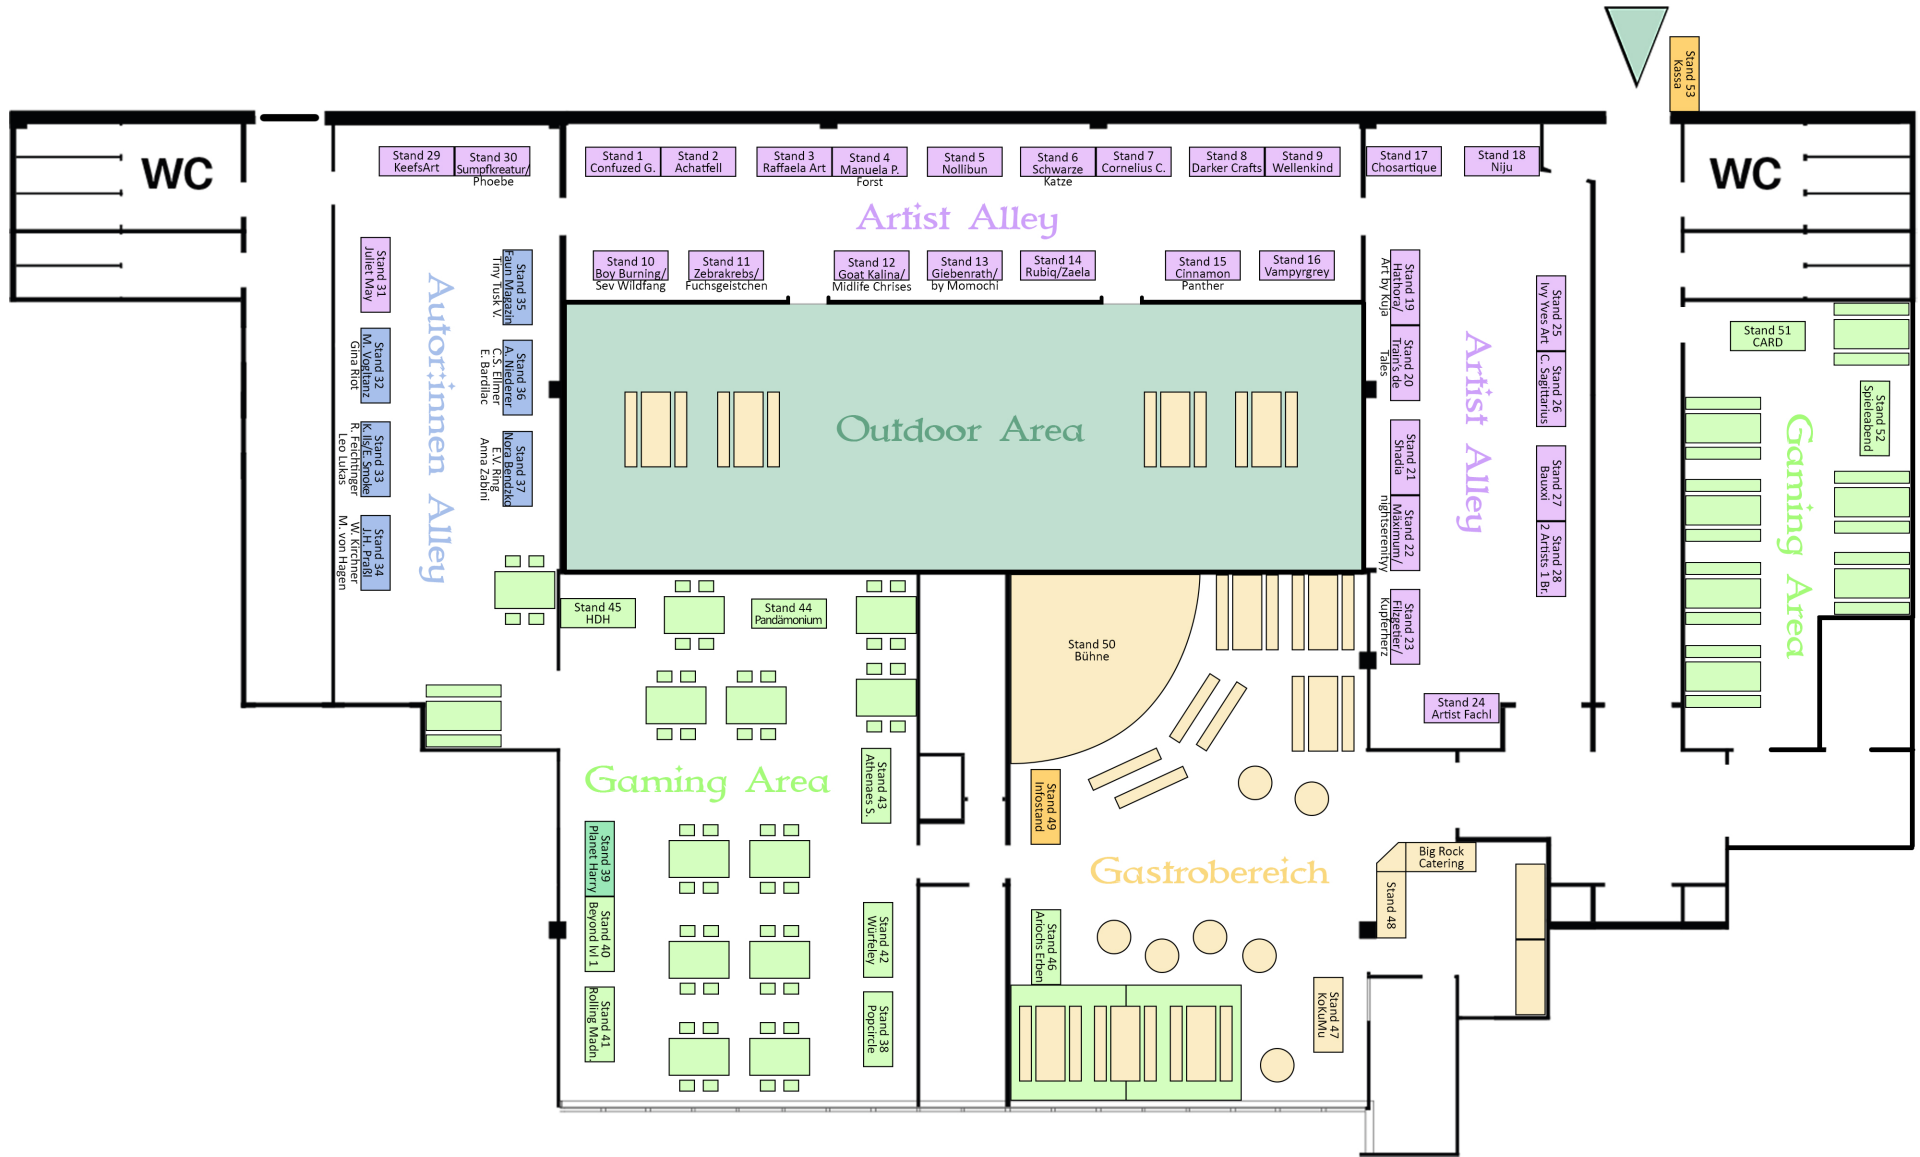 Stand 53
Kassa
WC
Stand 29
KeefsArt
Stand 30
Sumpfkreatur/
Phoebe
Stand 1
Confuzed G.
Stand 2
Achatfell
Stand 3
Raffaela Art
Stand 4
Manuela P.
Forst
Stand 5
Nollibun
Stand 6
Schwarze
Katze
Stand 7
Cornelius C.
Stand 8
Darker Crafts
Stand 9
Wellenkind
Stand 17
Chosartique
Stand 18
Niju
WC
Artist Alley
Stand 10
Boy Burning/
Sev Wildfang
Stand 11
Zebrakrebs/
Fuchsgeistchen
Stand 12
Goat Kalina/
Midlife Chrises
Stand 13
Giebenrath/
by Momochi
Stand 14
Rubiq/Zaela
Stand 15
Cinnamon
Panther
Stand 16
Vampyrgrey
Stand 31
Juliet May
Stand 32
M. Vogltanz
Gina Riot
Stand 33
K. Ils/E. Smoke
R. Feichtinger
Leo Lukas
Stand 34
J.H. Praßl
W. Kirchner
M. von Hagen
Autor:innen Alley
Stand 35
Faun Magazin
Tiny Tusk V.
Stand 36
A. Niederer
C.S. Ellmer
E. Bardilac
Stand 37
Nora Bendzko
E.V. Ring
Anna Zabini
Outdoor Area
Stand 19
Hathora/
Art by Kuja
Stand 20
Train's de
Tales
Stand 21
Shadia
Stand 22
Mäximum/
nightserenityy
Stand 23
Filzgetier/
Kupferherz
Artist Alley
Stand 25
Ivy Yves Art
Stand 26
C. Sagittarius
Stand 27
Bauxxi
Stand 28
2 Artists 1 Br.
Stand 24
Artist Fachl
Stand 51
CARD
Stand 52
Spieleabend
Gaming Area
Stand 45
HDH
Stand 44
Pandämonium
Stand 50
Bühne
Gaming Area
Stand 43
Athenaes S.
Stand 49
Infostand
Stand 39
Planet Harry
Stand 40
Beyond lvl 1
Stand 41
Rolling Madn.
Stand 42
Würfeley
Stand 38
Popcircle
Gastrobereich
Big Rock
Catering
Stand 48
Stand 46
Ariochs Erben
Stand 47
KoKuMu